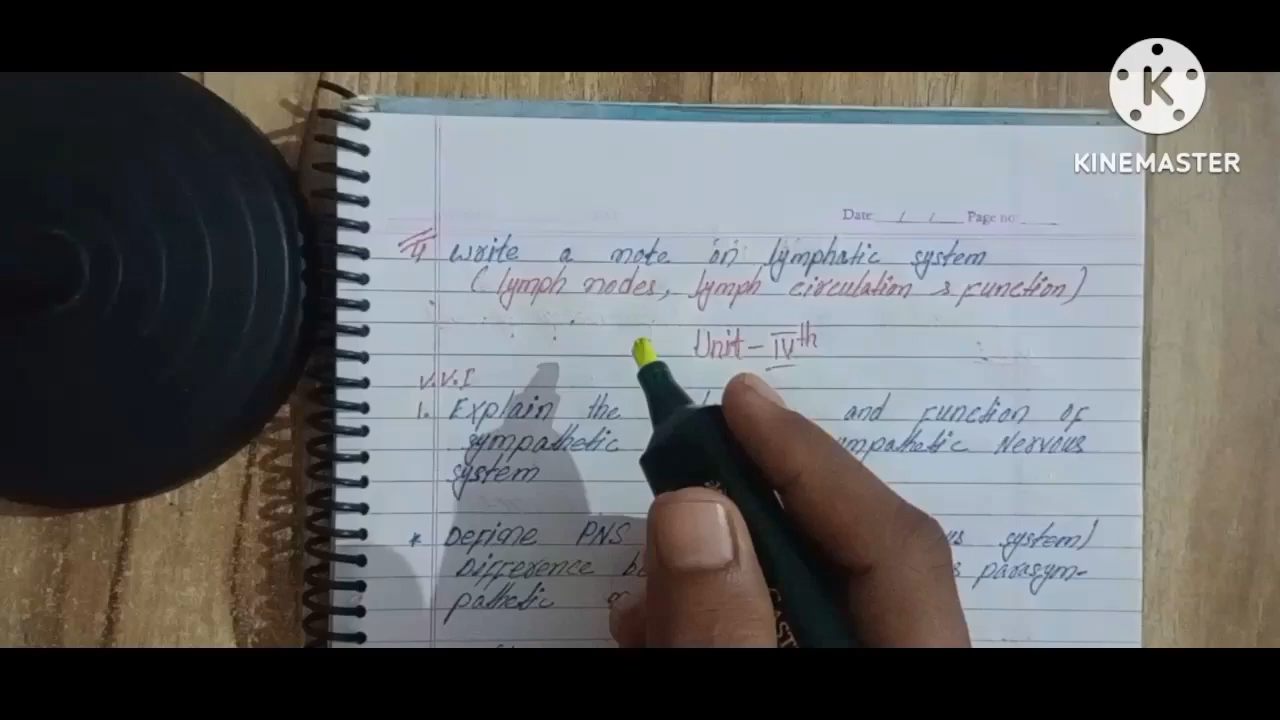 KINEMASTER
Date / / Page no
4 Write a note on lymphatic system
(lymph nodes, lymph circulation & function)
Unit - IVth
V.V.I
1. Explain the and function of
sympathetic Nervous
system
* Define PNS system)
Difference parasym-
pathetic